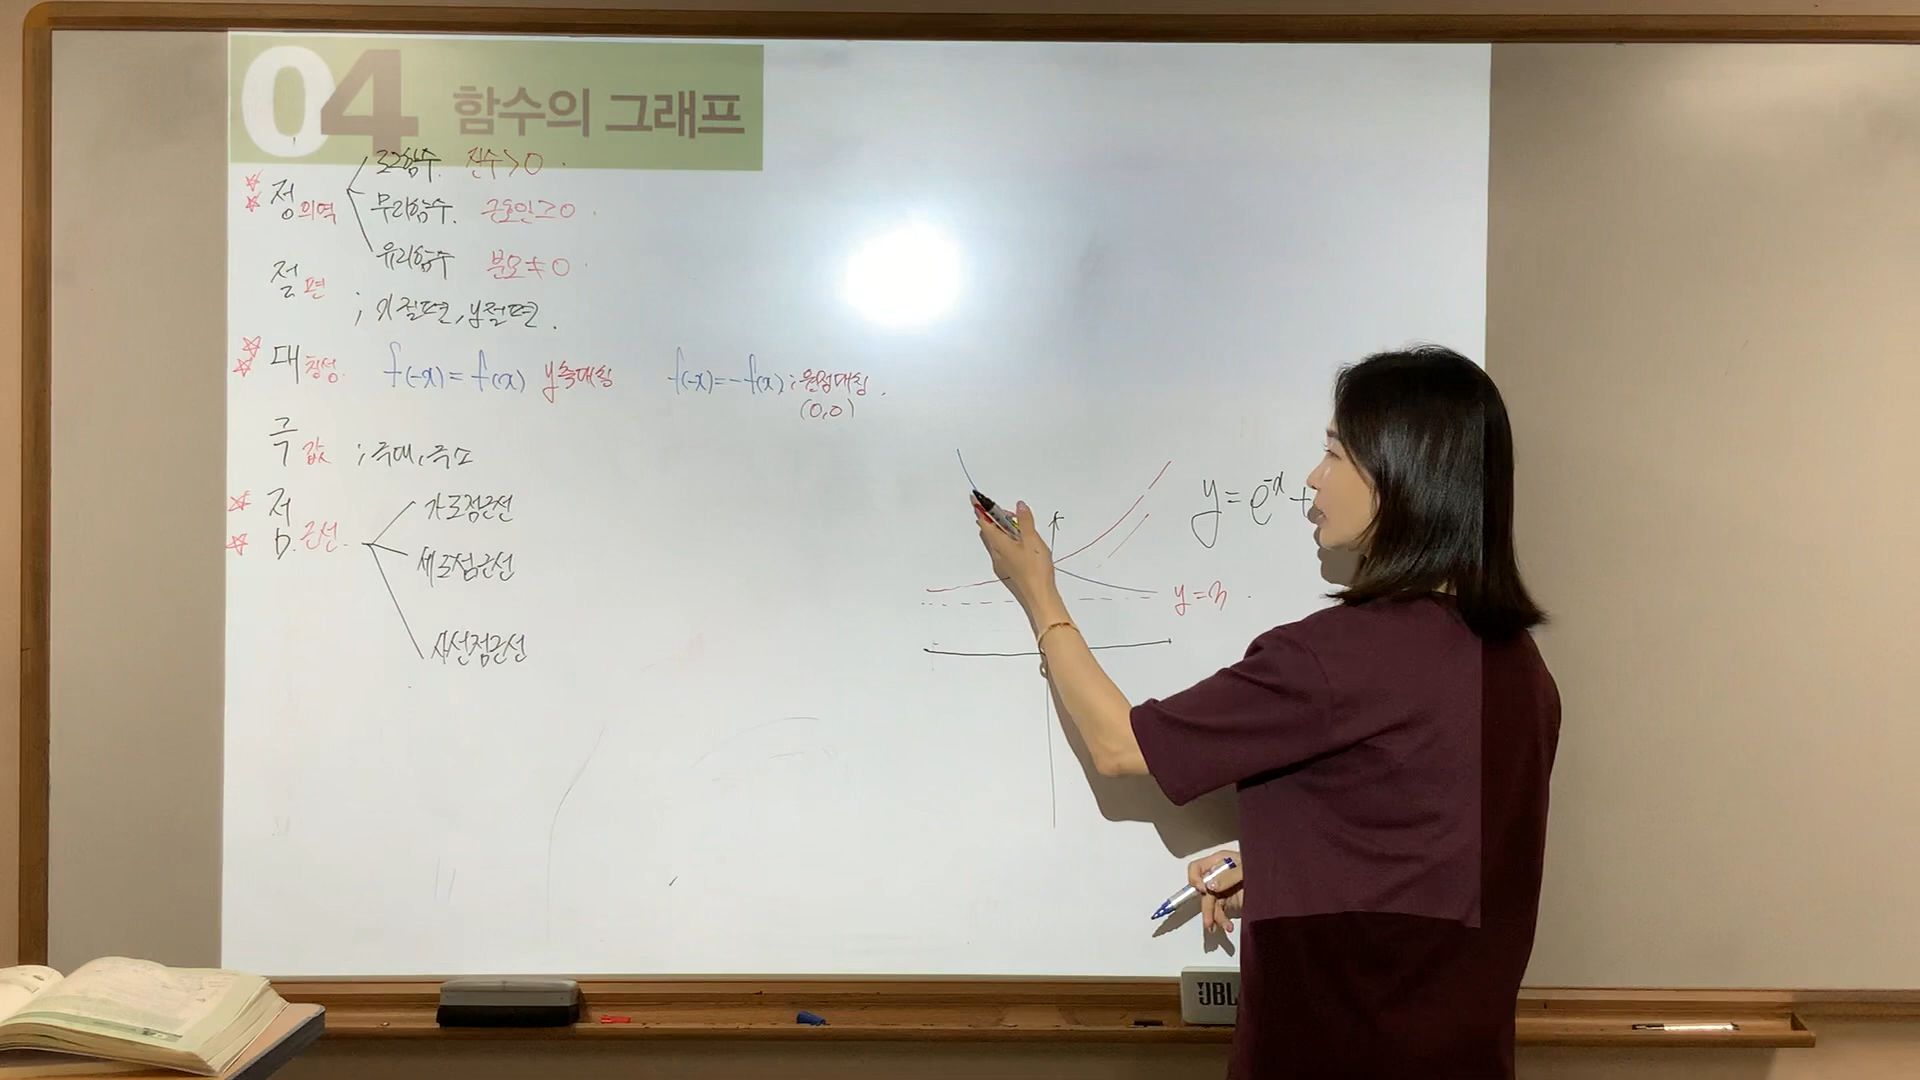 04 함수의 그래프
로그함수. 진수>0.
정의역 무리함수. 근호안≥0.
유리함수 분모≠0.
절편 ; x절편, y절편.
대칭성. f(-x)=f(x) y축대칭 f(-x)=-f(x) ; 원점대칭.
(0,0)
극값 ; 극대, 극소
점근선. 가로점근선
세로점근선
사선점근선
y=e^-x+
y=3.
JBL